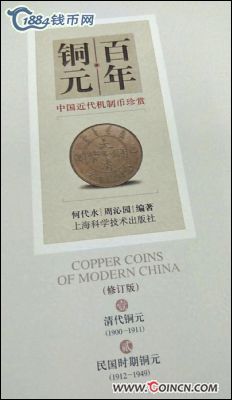 1884钱币网
百年
铜元
中国近代机制币珍赏
何代水 周沁园 编著
上海科学技术出版社
COPPER COINS
OF MODERN CHINA
(修订版)
壹
清代铜元
(1900-1911)
贰
民国时期铜元
(1912-1949)
www.COINCN.com